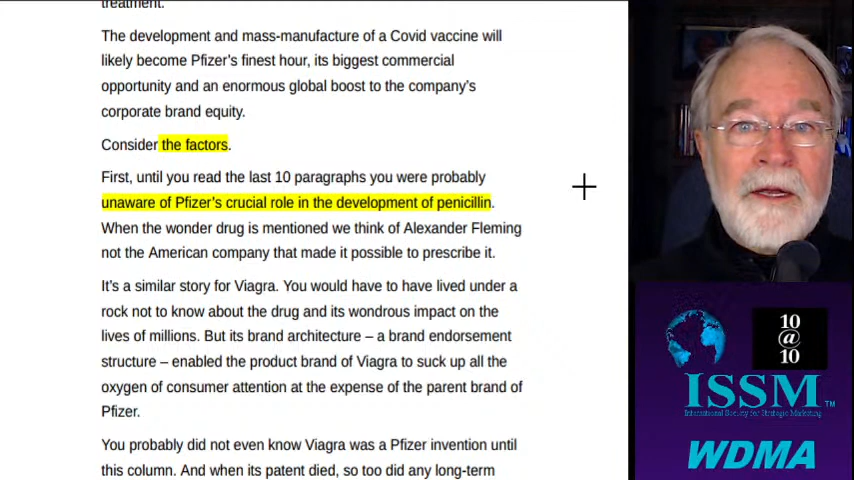 treatment.
The development and mass-manufacture of a Covid vaccine will
likely become Pfizer’s finest hour, its biggest commercial
opportunity and an enormous global boost to the company’s
corporate brand equity.
Consider the factors.
First, until you read the last 10 paragraphs you were probably
unaware of Pfizer’s crucial role in the development of penicillin.
When the wonder drug is mentioned we think of Alexander Fleming
not the American company that made it possible to prescribe it.
It’s a similar story for Viagra. You would have to have lived under a
rock not to know about the drug and its wondrous impact on the
lives of millions. But its brand architecture – a brand endorsement
structure – enabled the product brand of Viagra to suck up all the
oxygen of consumer attention at the expense of the parent brand of
Pfizer.
You probably did not even know Viagra was a Pfizer invention until
this column. And when its patent died, so too did any long-term
10
@
10
ISSM™
International Society for Strategic Marketing
WDMA